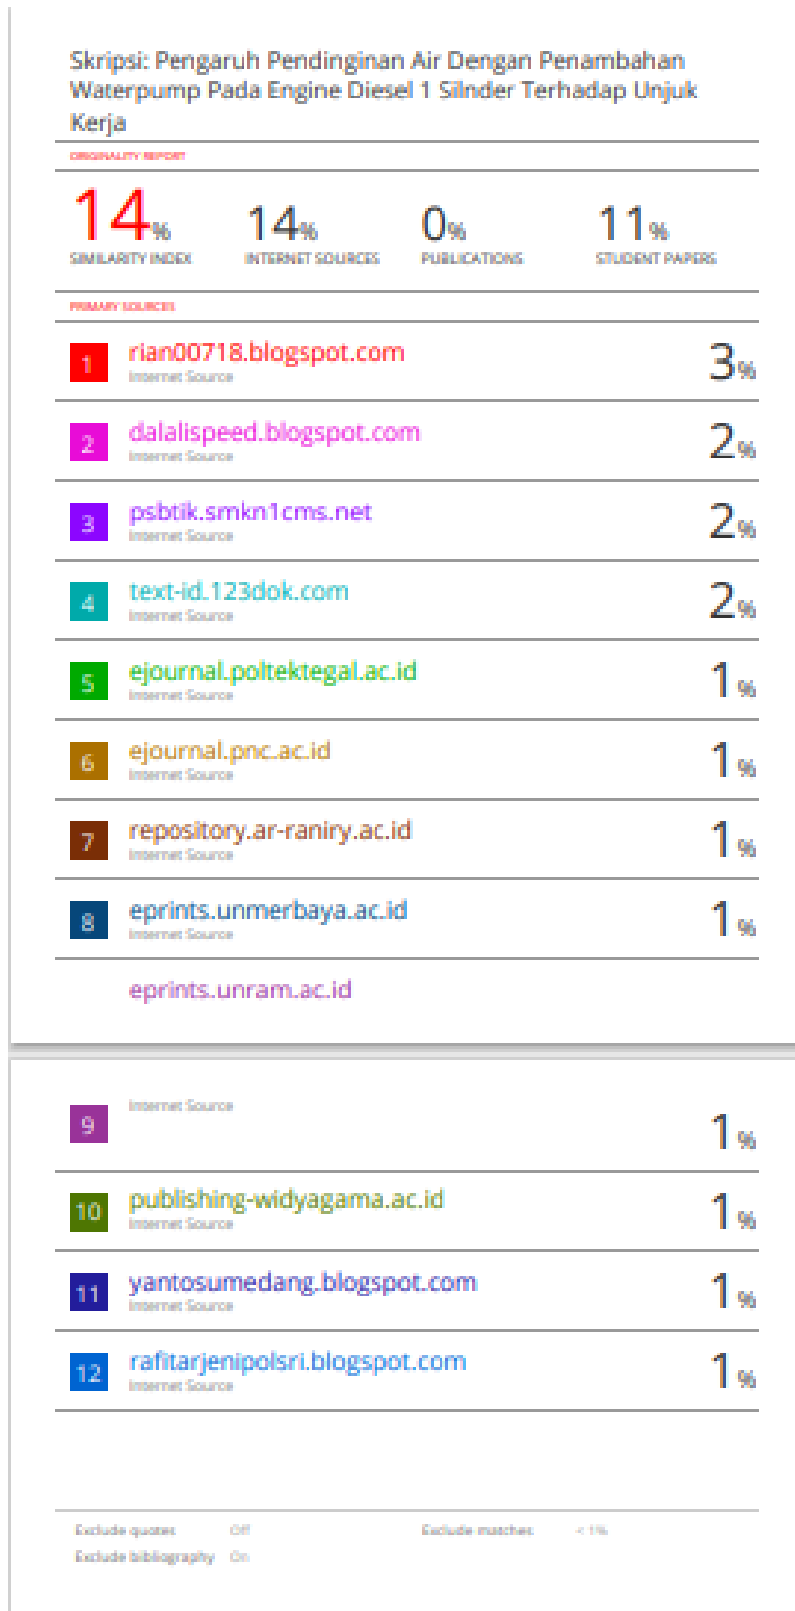 Skripsi: Pengaruh Pendinginan Air Dengan Penambahan
Waterpump Pada Engine Diesel 1 Silnder Terhadap Unjuk
Kerja
ORIGINALITY REPORT
14% 14% 0% 11%
SIMILARITY INDEX INTERNET SOURCES PUBLICATIONS STUDENT PAPERS
PRIMARY SOURCES
1 rian00718.blogspot.com 3%
Internet Source
2 dalalispeed.blogspot.com 2%
Internet Source
3 psbtik.smkn1cms.net 2%
Internet Source
4 text-id.123dok.com 2%
Internet Source
5 ejournal.poltektegal.ac.id 1%
Internet Source
6 ejournal.pnc.ac.id 1%
Internet Source
7 repository.ar-raniry.ac.id 1%
Internet Source
8 eprints.unmerbaya.ac.id 1%
Internet Source
eprints.unram.ac.id
Internet Source
9 1%
10 publishing-widyagama.ac.id 1%
Internet Source
11 yantosumedang.blogspot.com 1%
Internet Source
12 rafitarjenipolsri.blogspot.com 1%
Internet Source
Exclude quotes Off Exclude matches < 1%
Exclude bibliography On